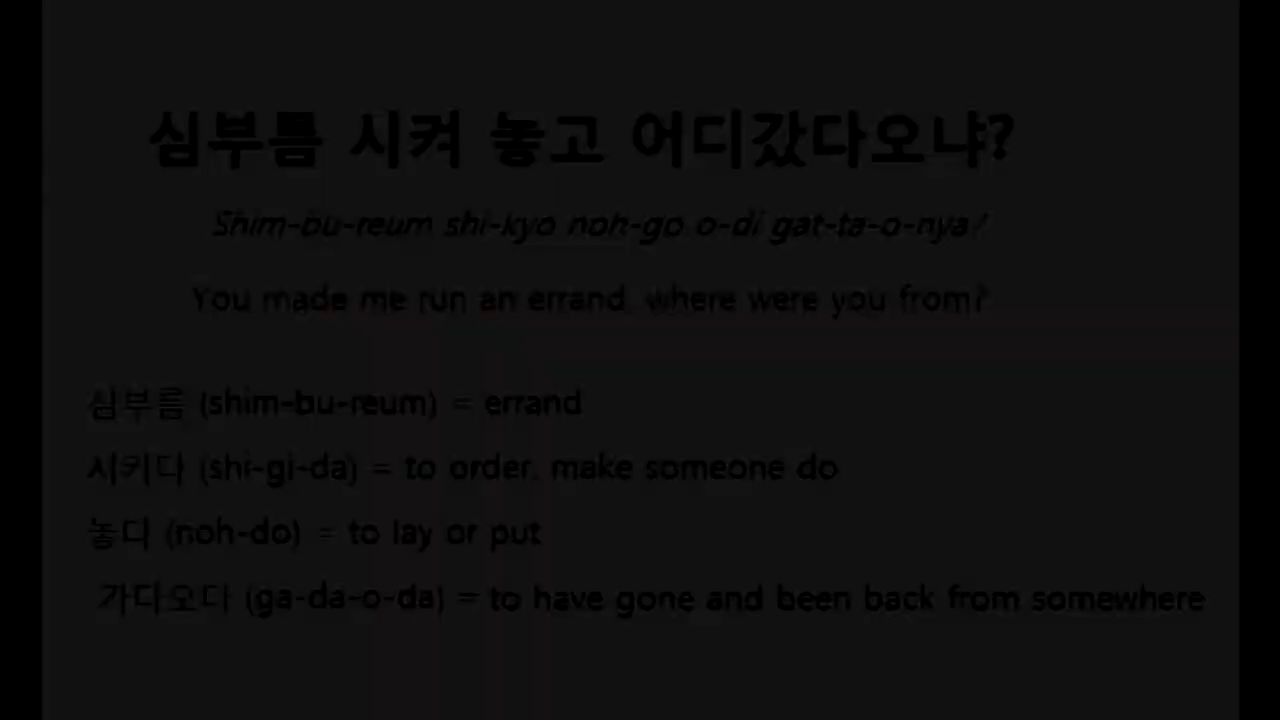 심부름 시켜 놓고 어디갔다오냐?
Shim-bu-reum shi-kyo noh-go o-di gat-ta-o-nya?
You made me run an errand, where were you from?
심부름 (shim-bu-reum) = errand
시키다 (shi-gi-da) = to order, make someone do
놓다 (noh-do) = to lay or put
가다오다 (ga-da-o-da) = to have gone and been back from somewhere